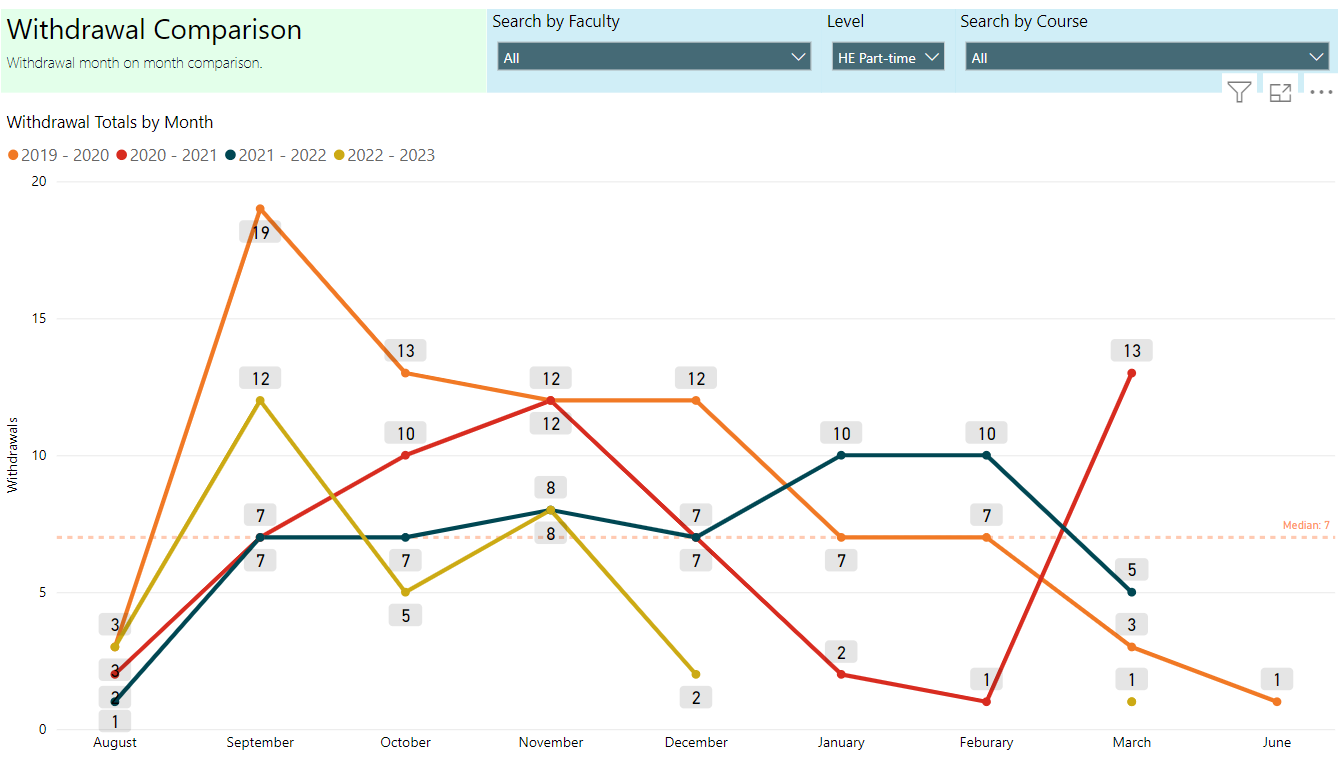 Withdrawal Comparison
Withdrawal month on month comparison.
Search by Faculty
All
Level
HE Part-time
Search by Course
All
Withdrawal Totals by Month
2019 - 2020 2020 - 2021 2021 - 2022 2022 - 2023
Withdrawals
20
15
10
5
0
19
13
13
12
12
12
10
10
10
12
8
7
7
7
Median: 7
8
7
7
7
7
5
5
3
3
3
2
2
1
1
1
2
2
1
August September October November December January Feburary March June